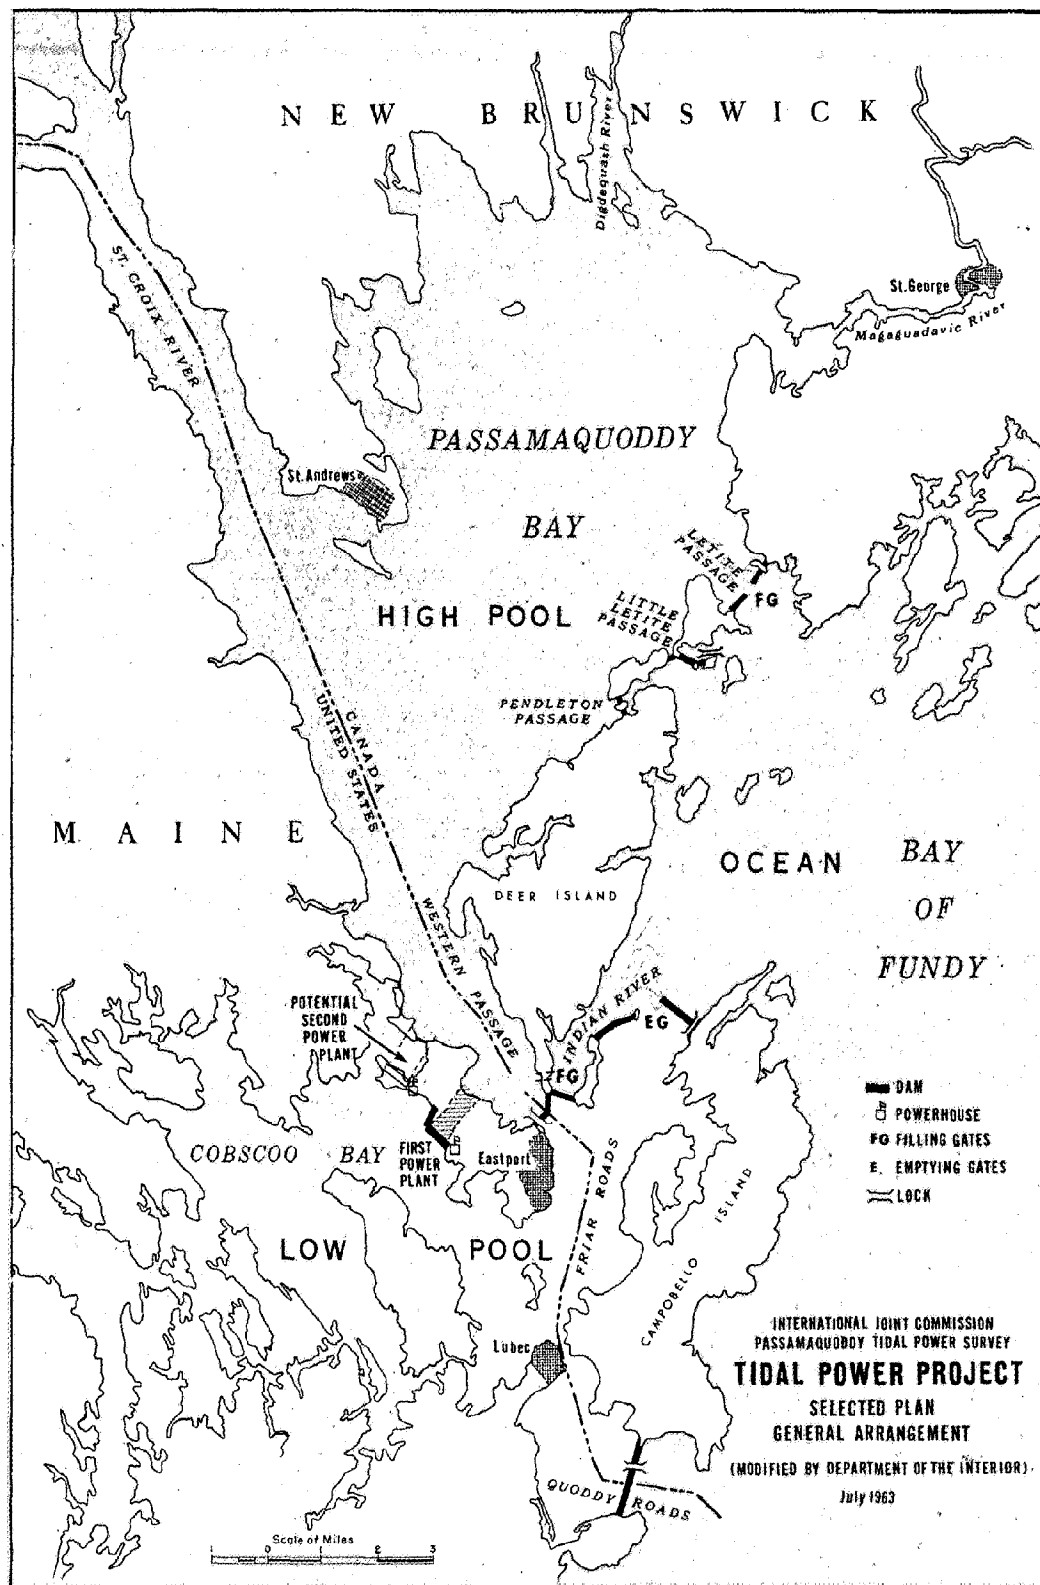 NEW BRUNSWICK
Digdequash River
St. George
Magaguadavic River
ST. CROIX RIVER
PASSAMAQUODDY
BAY
St. Andrews
LETITE
PASSAGE
FG
LITTLE
LETITE
PASSAGE
HIGH POOL
PENDLETON
PASSAGE
CANADA
UNITED STATES
MAINE
OCEAN
BAY
OF
FUNDY
DEER ISLAND
WESTERN PASSAGE
INDIAN RIVER
POTENTIAL
SECOND
POWER
PLANT
EG
FG
DAM
POWERHOUSE
FG FILLING GATES
E. EMPTYING GATES
LOCK
COBSCOO BAY
FIRST
POWER
PLANT
Eastport
FRIAR ROADS
CAMPOBELLO ISLAND
LOW POOL
Lubec
INTERNATIONAL JOINT COMMISSION
PASSAMAQUODDY TIDAL POWER SURVEY
TIDAL POWER PROJECT
SELECTED PLAN
GENERAL ARRANGEMENT
(MODIFIED BY DEPARTMENT OF THE INTERIOR)
July 1963
QUODDY ROADS
Scale of Miles
1 0 1 2 3